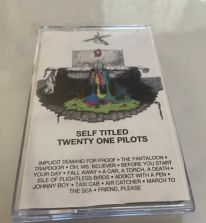 SELF TITLED
TWENTY ONE PILOTS
IMPLICIT DEMAND FOR PROOF • THE PANTALOON •
TRAPDOOR • OH, MS. BELIEVER • BEFORE YOU START
YOUR DAY • FALL AWAY • A CAR, A TORCH, A DEATH •
ISLE OF FLIGHTLESS BIRDS • ADDICT WITH A PEN •
JOHNNY BOY • TAXI CAB • AIR CATCHER • MARCH TO
THE SEA • FRIEND, PLEASE